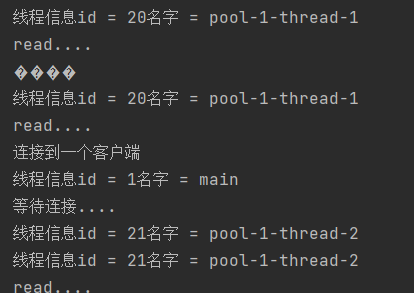 线程信息id = 20名字 = pool-1-thread-1
read....
����
线程信息id = 20名字 = pool-1-thread-1
read....
连接到一个客户端
线程信息id = 1名字 = main
等待连接....
线程信息id = 21名字 = pool-1-thread-2
线程信息id = 21名字 = pool-1-thread-2
read....